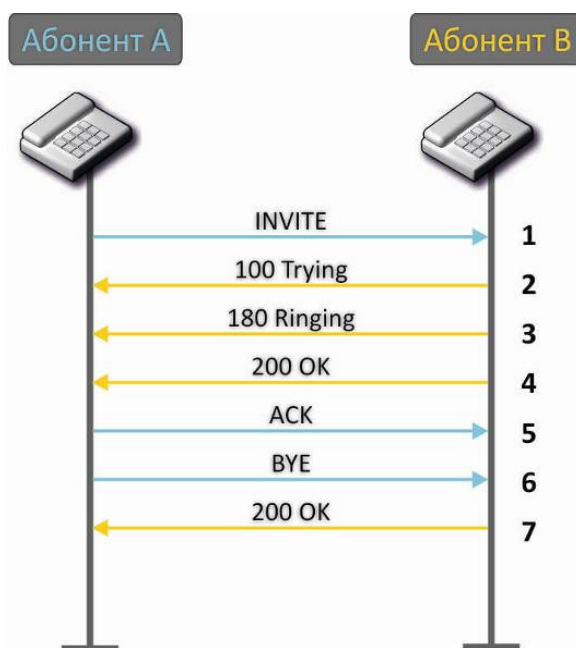 Абонент А
Абонент В
INVITE
1
100 Trying
2
180 Ringing
3
200 OK
4
ACK
5
BYE
6
200 OK
7